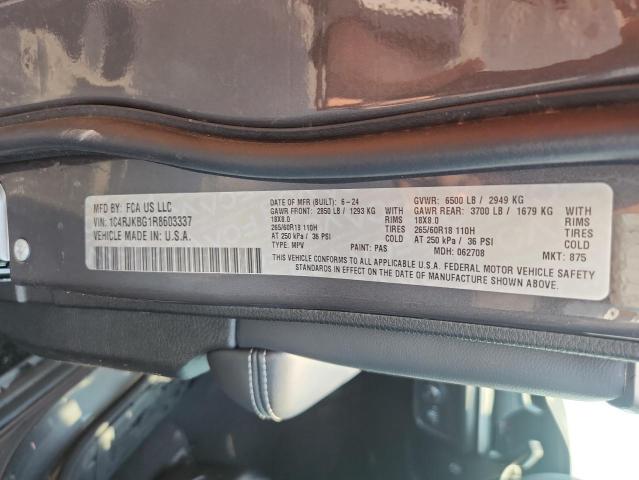 MFD BY: FCA US LLC
VIN: 1C4RJKBG1R8603337
VEHICLE MADE IN: U.S.A.
DATE OF MFR (BUILT): 6-24
GAWR FRONT: 2850 LB / 1293 KG
18X8.0 RIMS
265/60R18 110H TIRES
AT 250 kPa / 36 PSI COLD
TYPE: MPV PAINT: PAS
GVWR: 6500 LB / 2949 KG
GAWR REAR: 3700 LB / 1679 KG
18X8.0 RIMS
265/60R18 110H TIRES
AT 250 kPa / 36 PSI COLD
MDH: 062708 MKT: 875
THIS VEHICLE CONFORMS TO ALL APPLICABLE U.S.A. FEDERAL MOTOR VEHICLE SAFETY
STANDARDS IN EFFECT ON THE DATE OF MANUFACTURE SHOWN ABOVE.